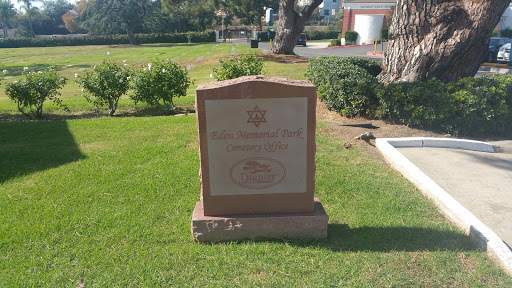 Eden Memorial Park
Cemetery Office
Dignity